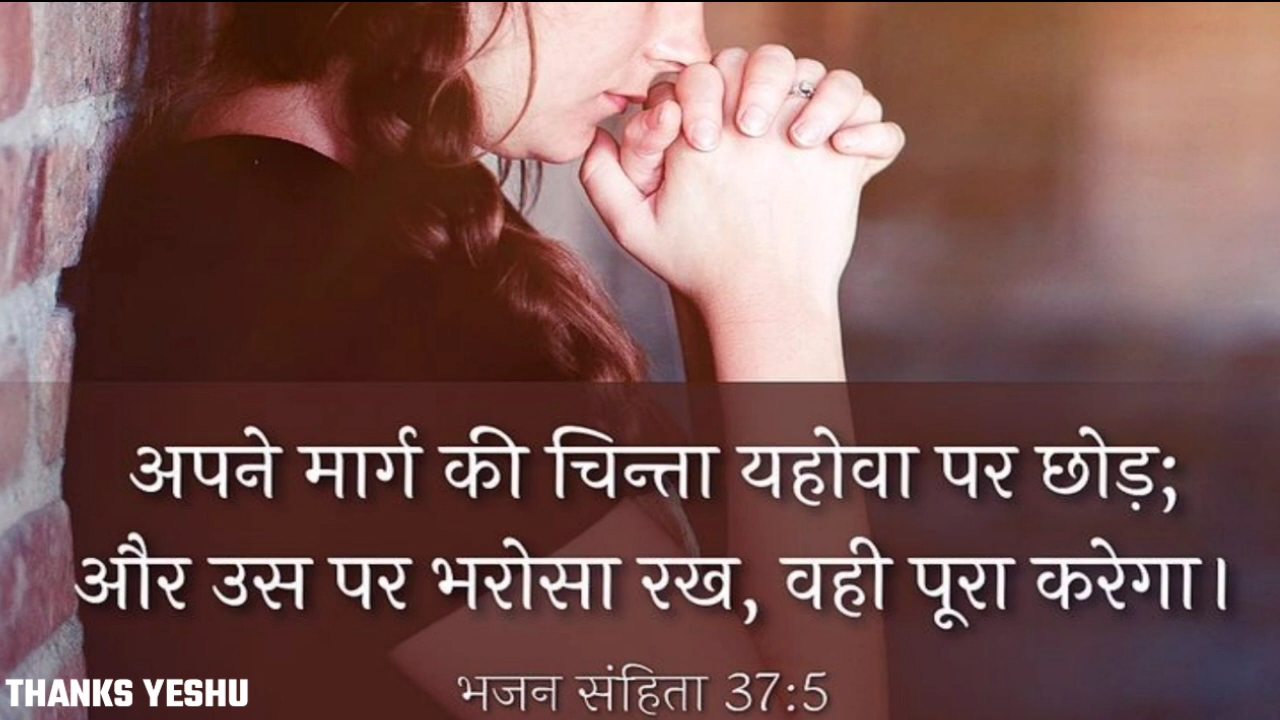 अपने मार्ग की चिन्ता यहोवा पर छोड़;
और उस पर भरोसा रख, वही पूरा करेगा।
भजन संहिता 37:5
THANKS YESHU